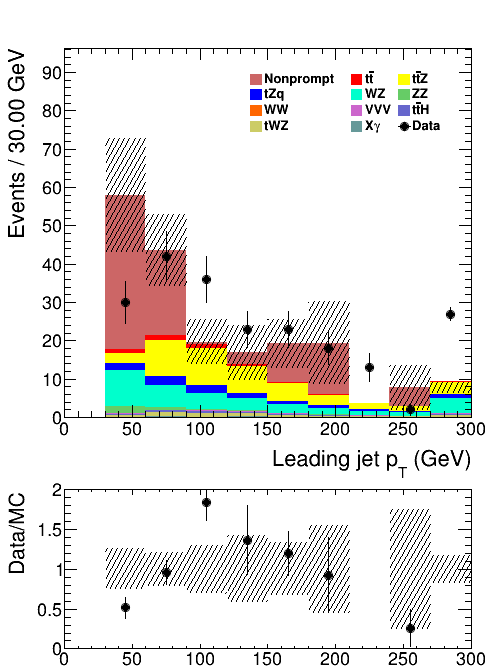 Events / 30.00 GeV
90
80
70
60
50
40
30
20
10
0
Nonprompt tt̄ tt̄Z
tZq WZ ZZ
WW VVV tt̄H
tWZ Xγ Data
0 50 100 150 200 250 300
Leading jet p_T (GeV)
Data/MC
2
1.5
1
0.5
0
0 50 100 150 200 250 300